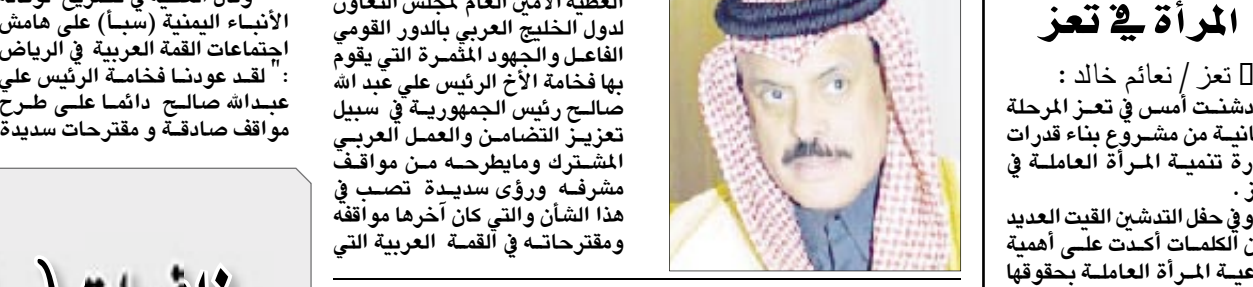 المرأة في تعز
تعز / نعائم خالد :
دشنت أمس في تعز المرحلة
من مشروع بناء قدرات
تنمية المرأة العاملة في
وفي حفل التدشين القيت العديد
الكلمات أكدت على أهمية
المرأة العاملة بحقوقها
العطية الأمين العام لمجلس التعاون
لدول الخليج العربي بالدور القومي
الفاعل والجهود المثمرة التي يقوم
بها فخامة الأخ الرئيس علي عبد الله
صالح رئيس الجمهورية في سبيل
تعزيز التضامن والعمل العربي
المشترك ومايطرحه من مواقف
مشرفه ورؤى سديدة تصب في
هذا الشأن والتي كان آخرها مواقفه
ومقترحاته في القمة العربية التي
الأنباء اليمنية (سبأ) على هامش
اجتماعات القمة العربية في الرياض
:" لقد عودنا فخامة الرئيس علي
عبدالله صالح دائما على طرح
مواقف صادقة و مقترحات سديدة